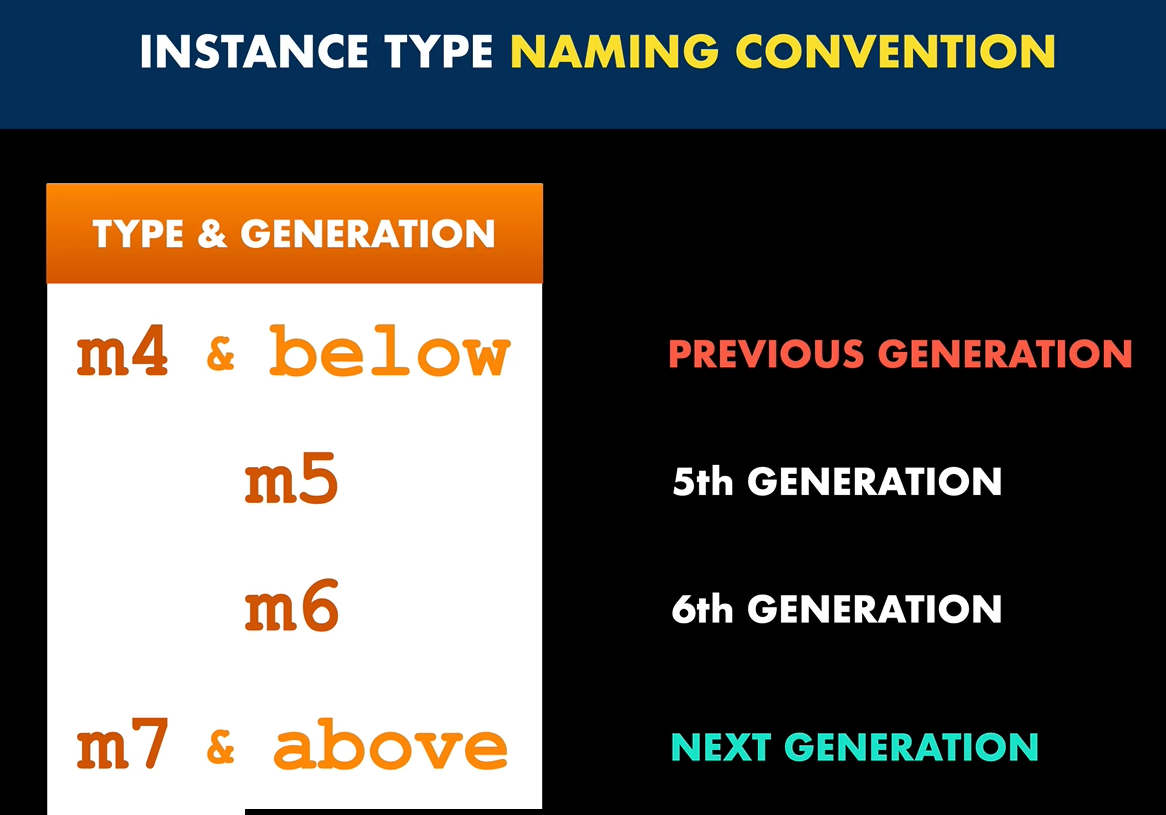 INSTANCE TYPE NAMING CONVENTION
TYPE & GENERATION
m4 & below PREVIOUS GENERATION
m5 5th GENERATION
m6 6th GENERATION
m7 & above NEXT GENERATION